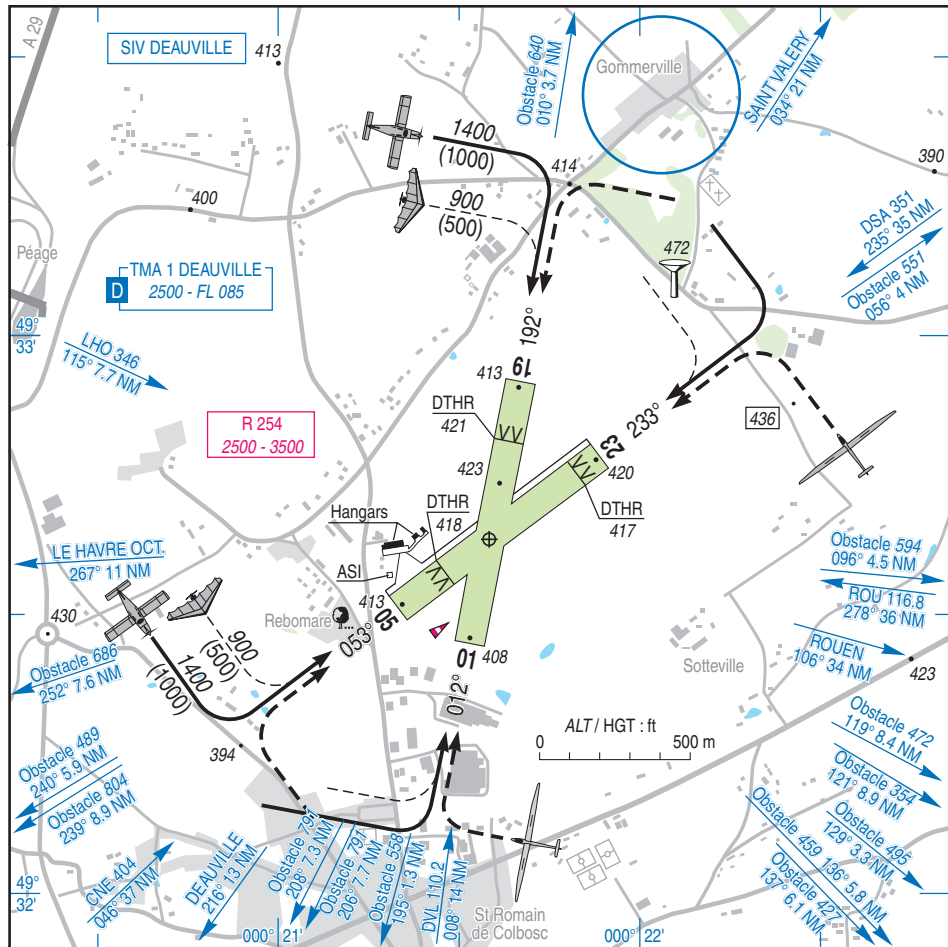 A 29
SIV DEAUVILLE
413
Obstacle 640
010° 3.7 NM
Gommerville
SAINT VALERY
034° 21 NM
1400
(1000)
414
390
900
(500)
400
DSA 351
235° 35 NM
Obstacle 551
056° 4 NM
Péage
472
TMA 1 DEAUVILLE
D
2500 - FL 085
49°
33'
192°
LHO 346
115° 7.7 NM
413
19
DTHR
421
233°
436
R 254
2500 - 3500
23
420
423
DTHR
417
Hangars
DTHR
418
LE HAVRE OCT.
267° 11 NM
ASI
Obstacle 594
096° 4.5 NM
ROU 116.8
278° 36 NM
413
05
053°
Rebomare
430
900
(500)
1400
(1000)
01
408
012°
Sotteville
ROUEN
106° 34 NM
423
Obstacle 686
252° 7.6 NM
ALT / HGT : ft
0
500 m
394
Obstacle 472
119° 8.4 NM
Obstacle 354
121° 8.9 NM
Obstacle 489
240° 5.9 NM
Obstacle 804
239° 8.9 NM
Obstacle 495
129° 3.3 NM
Obstacle 459
136° 5.8 NM
Obstacle 427
137° 6.1 NM
CNE 404
046° 37 NM
DEAUVILLE
216° 13 NM
Obstacle 791
208° 7.3 NM
Obstacle 791
206° 7.7 NM
Obstacle 558
195° 1.3 NM
DVL 110.2
008° 14 NM
St Romain
de Colbosc
49°
32'
000° 21'
000° 22'